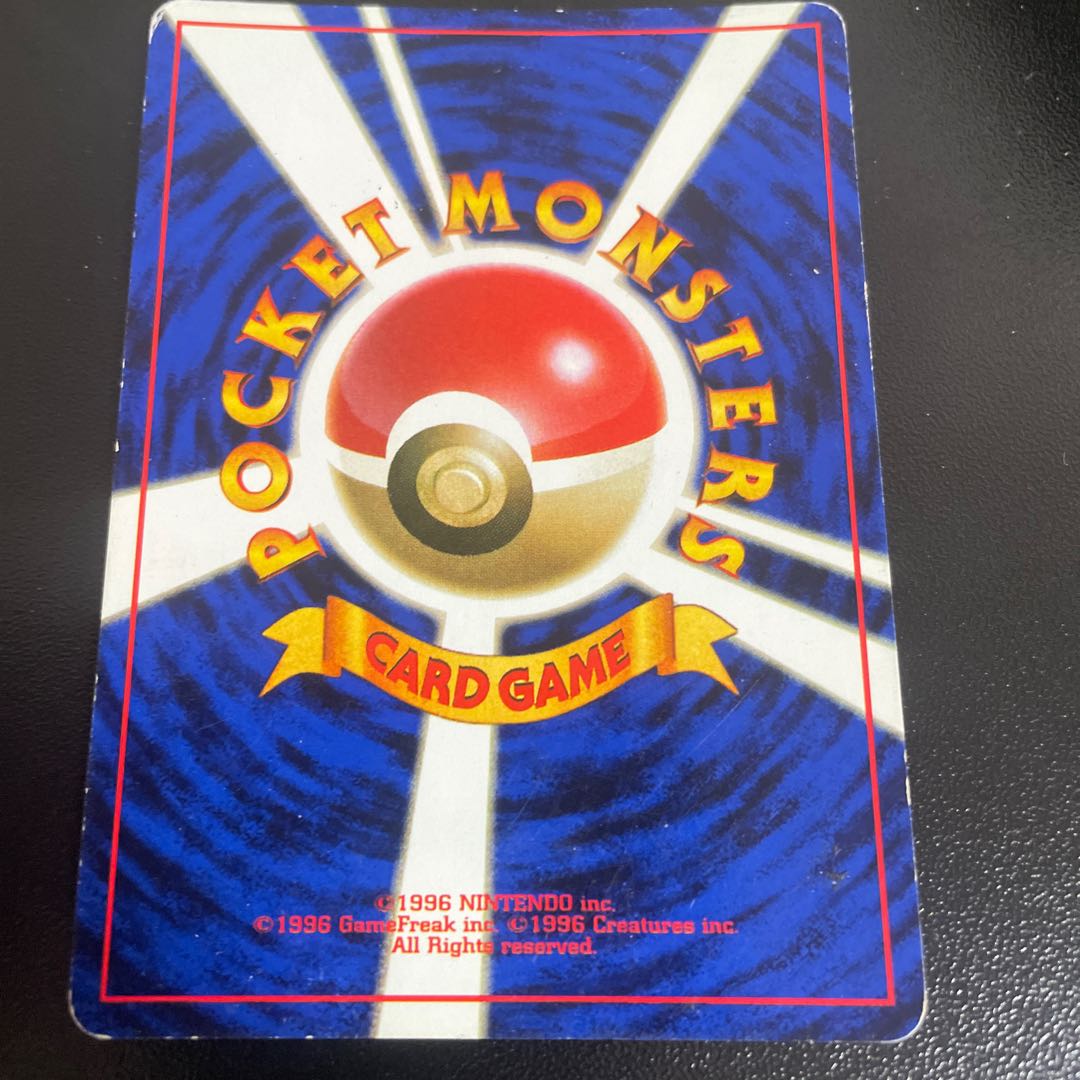 POCKET MONSTERS
CARD GAME
©1996 NINTENDO inc.
©1996 GameFreak inc. ©1996 Creatures inc.
All Rights reserved.